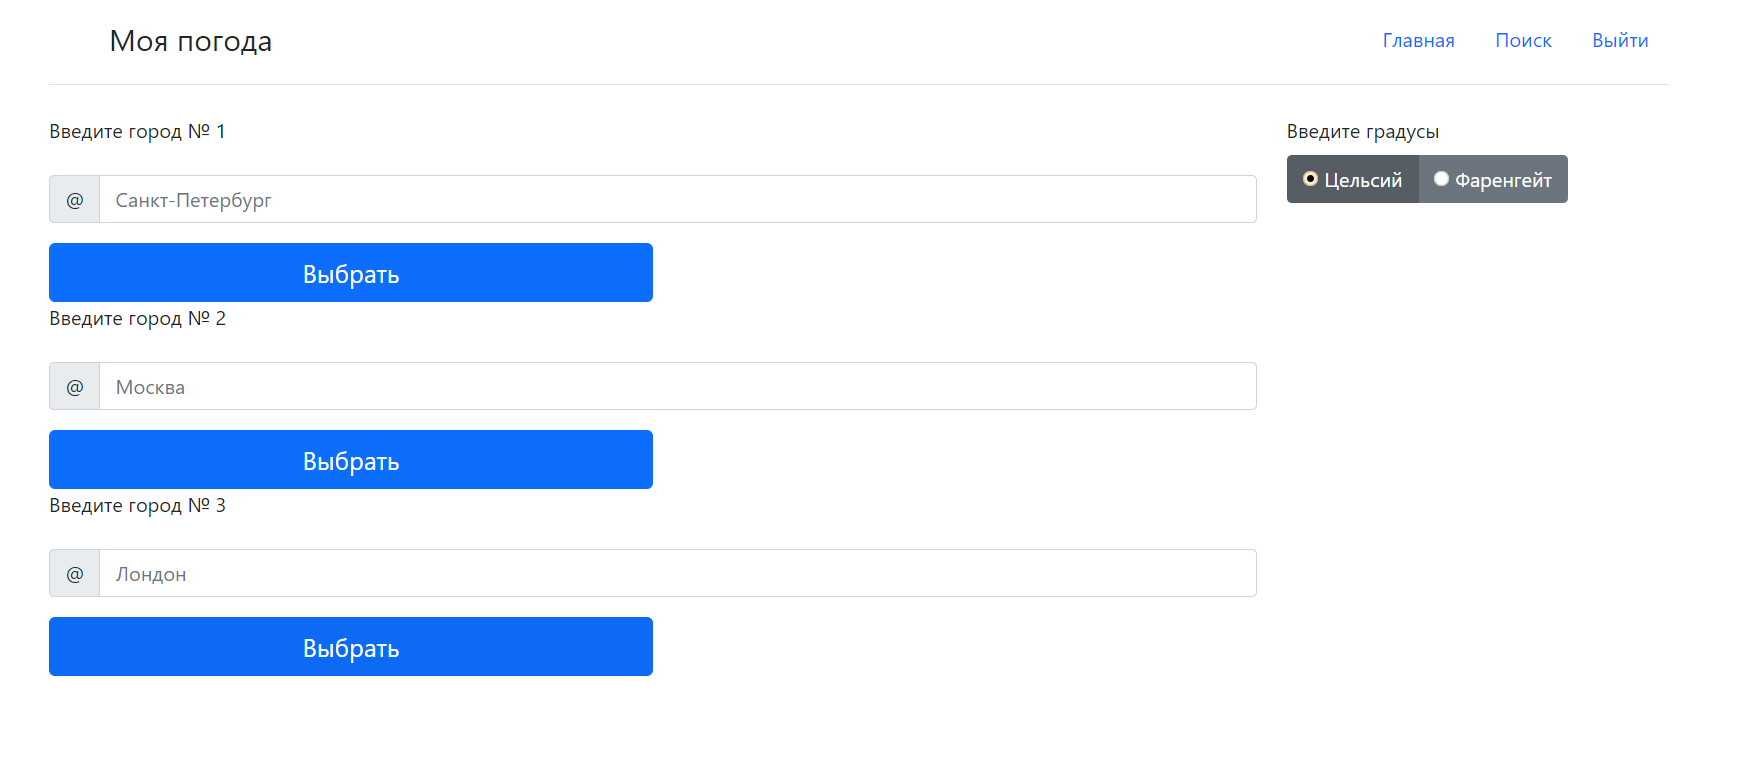 Моя погода
Главная Поиск Выйти
Введите город № 1
@ Санкт-Петербург
Выбрать
Введите город № 2
@ Москва
Выбрать
Введите город № 3
@ Лондон
Выбрать
Введите градусы
Цельсий Фаренгейт